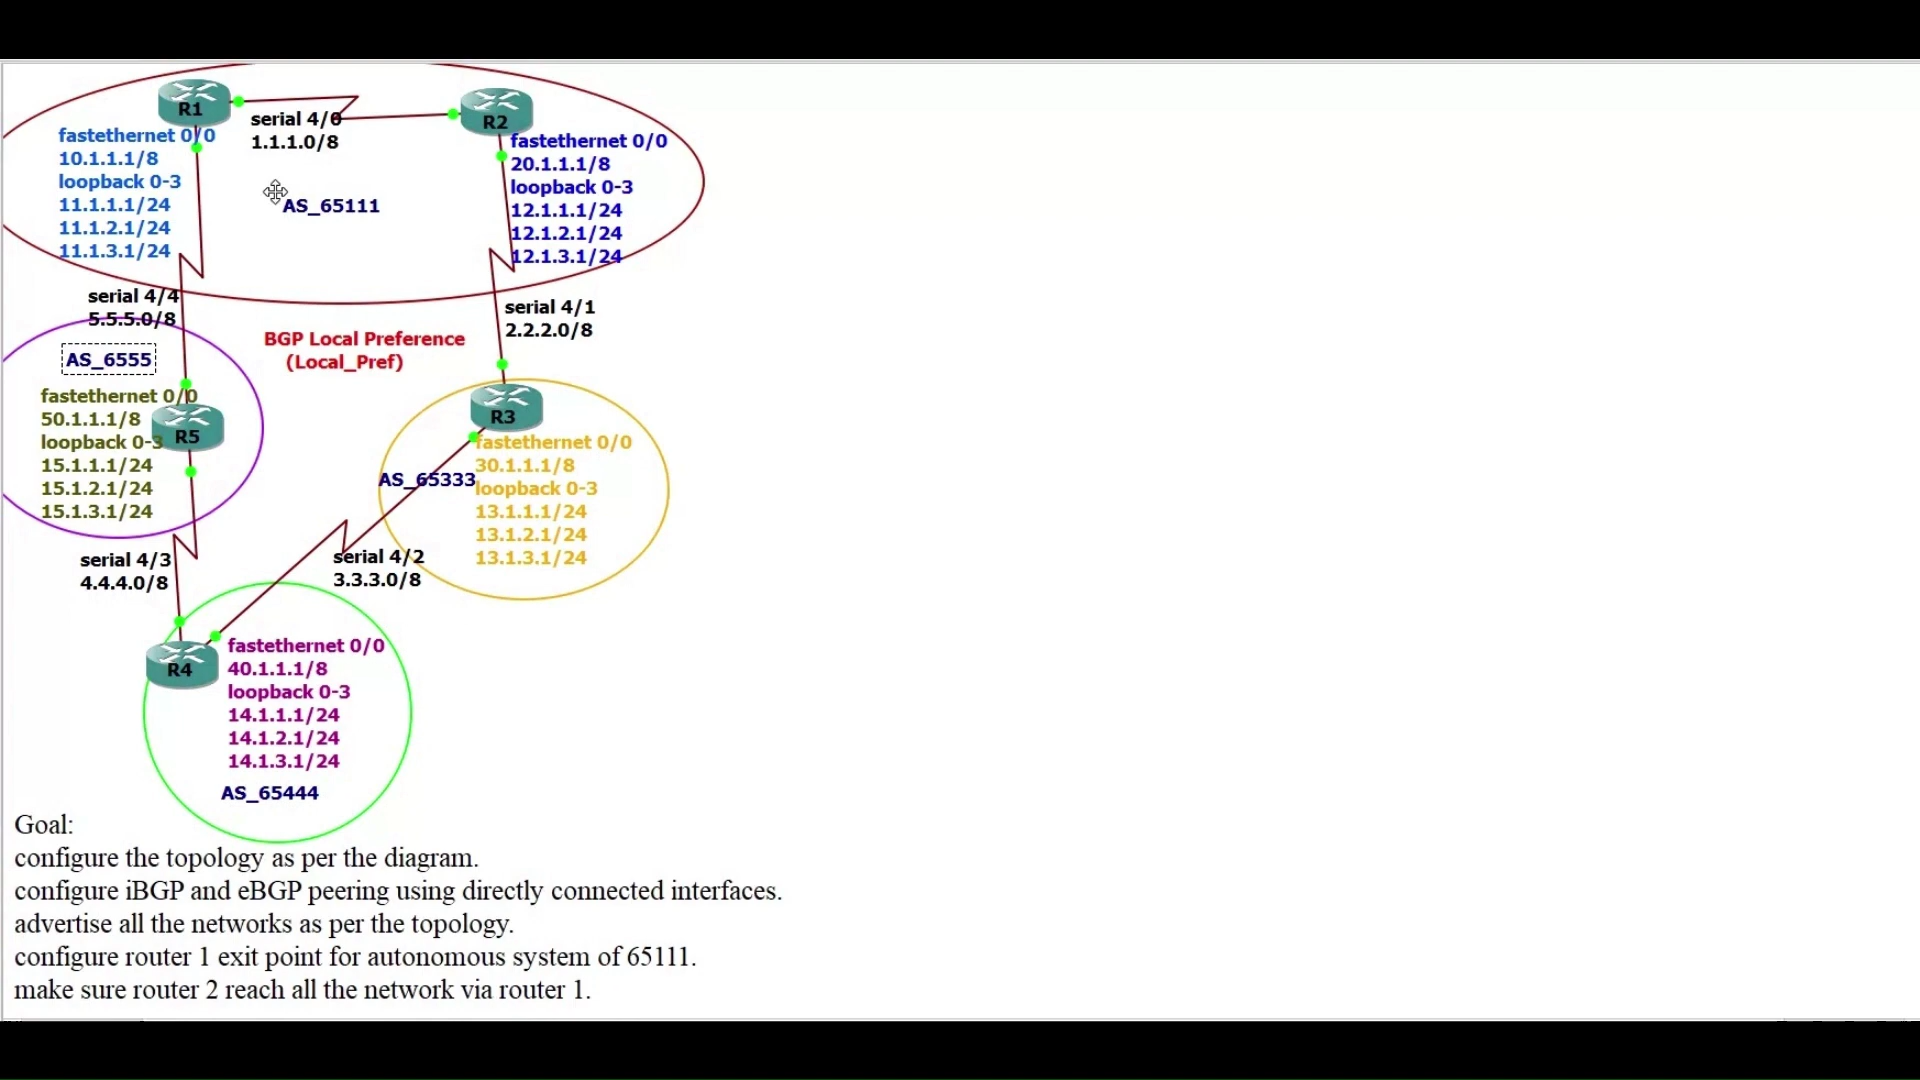 R1
serial 4/0
1.1.1.0/8
R2
fastethernet 0/0
10.1.1.1/8
loopback 0-3
11.1.1.1/24
11.1.2.1/24
11.1.3.1/24
fastethernet 0/0
20.1.1.1/8
loopback 0-3
12.1.1.1/24
12.1.2.1/24
12.1.3.1/24
AS_65111
serial 4/4
5.5.5.0/8
serial 4/1
2.2.2.0/8
BGP Local Preference
(Local_Pref)
AS_6555
fastethernet 0/0
50.1.1.1/8
loopback 0-3
15.1.1.1/24
15.1.2.1/24
15.1.3.1/24
R5
R3
fastethernet 0/0
30.1.1.1/8
loopback 0-3
13.1.1.1/24
13.1.2.1/24
13.1.3.1/24
AS_65333
serial 4/3
4.4.4.0/8
serial 4/2
3.3.3.0/8
R4
fastethernet 0/0
40.1.1.1/8
loopback 0-3
14.1.1.1/24
14.1.2.1/24
14.1.3.1/24
AS_65444
Goal:
configure the topology as per the diagram.
configure iBGP and eBGP peering using directly connected interfaces.
advertise all the networks as per the topology.
configure router 1 exit point for autonomous system of 65111.
make sure router 2 reach all the network via router 1.